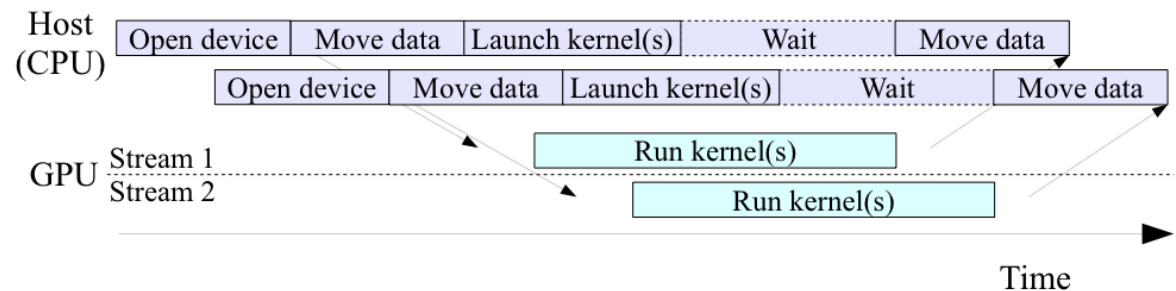 Host
(CPU)
Open device Move data Launch kernel(s) Wait Move data
Open device Move data Launch kernel(s) Wait Move data
GPU
Stream 1
Stream 2
Run kernel(s)
Run kernel(s)
Time